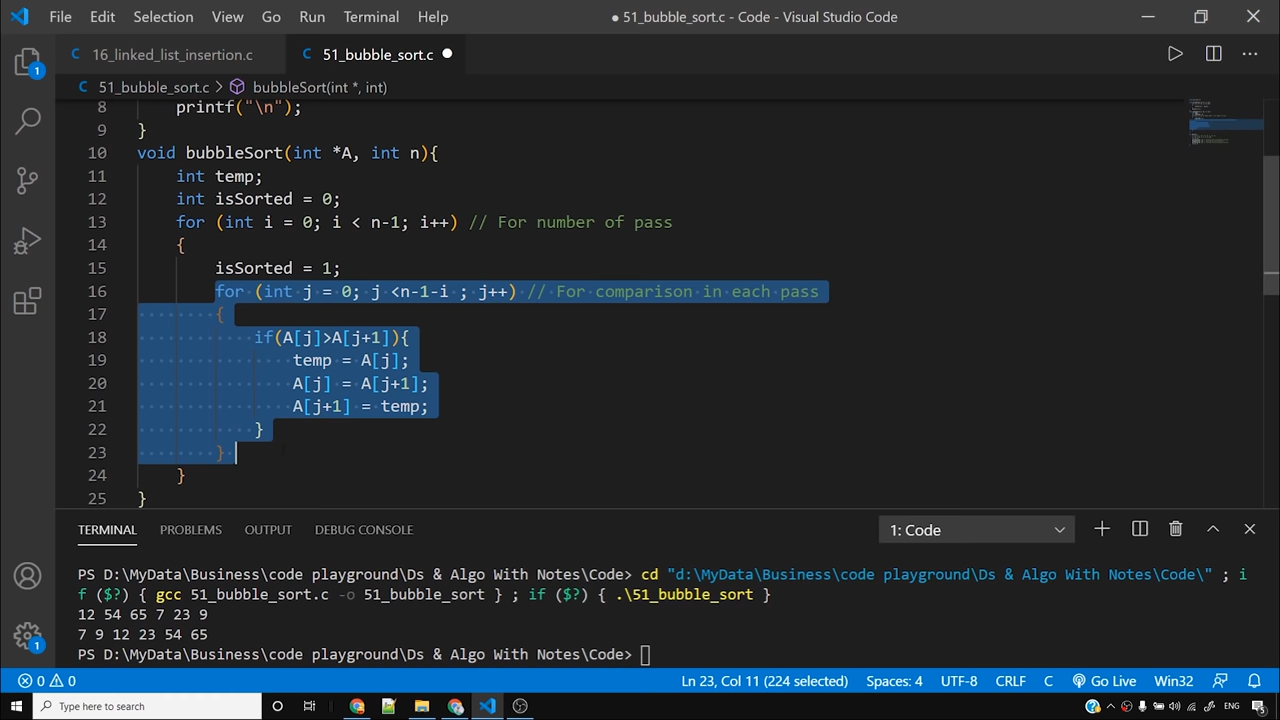 File Edit Selection View Go Run Terminal Help ● 51_bubble_sort.c - Code - Visual Studio Code
C 16_linked_list_insertion.c C 51_bubble_sort.c ●
1
C 51_bubble_sort.c > bubbleSort(int *, int)
8 printf("\n");
9 }
10 void bubbleSort(int *A, int n){
11 int temp;
12 int isSorted = 0;
13 for (int i = 0; i < n-1; i++) // For number of pass
14 {
15 isSorted = 1;
16 for (int j = 0; j <n-1-i ; j++) // For comparison in each pass
17 {
18 if(A[j]>A[j+1]){
19 temp = A[j];
20 A[j] = A[j+1];
21 A[j+1] = temp;
22 }
23 }
24 }
25 }
TERMINAL PROBLEMS OUTPUT DEBUG CONSOLE 1: Code
PS D:\MyData\Business\code playground\Ds & Algo With Notes\Code> cd "d:\MyData\Business\code playground\Ds & Algo With Notes\Code\" ; i
f ($?) { gcc 51_bubble_sort.c -o 51_bubble_sort } ; if ($?) { .\51_bubble_sort }
12 54 65 7 23 9
7 9 12 23 54 65
PS D:\MyData\Business\code playground\Ds & Algo With Notes\Code>
1
0 0 Ln 23, Col 11 (224 selected) Spaces: 4 UTF-8 CRLF C Go Live Win32
Type here to search ENG